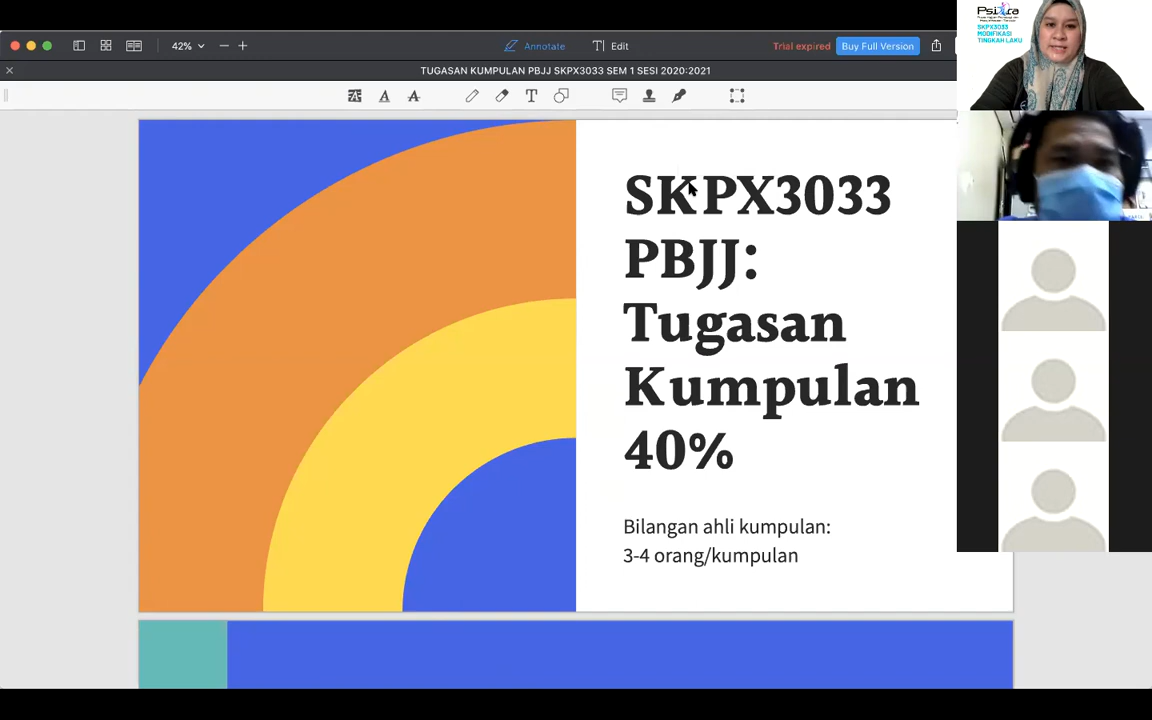 42%
Annotate
Edit
Trial expired
Buy Full Version
TUGASAN KUMPULAN PBJJ SKPX3033 SEM 1 SESI 2020:2021
SKPX3033
PBJJ:
Tugasan
Kumpulan
40%
Bilangan ahli kumpulan:
3-4 orang/kumpulan
SKPX3033
MODIFIKASI
TINGKAH LAKU